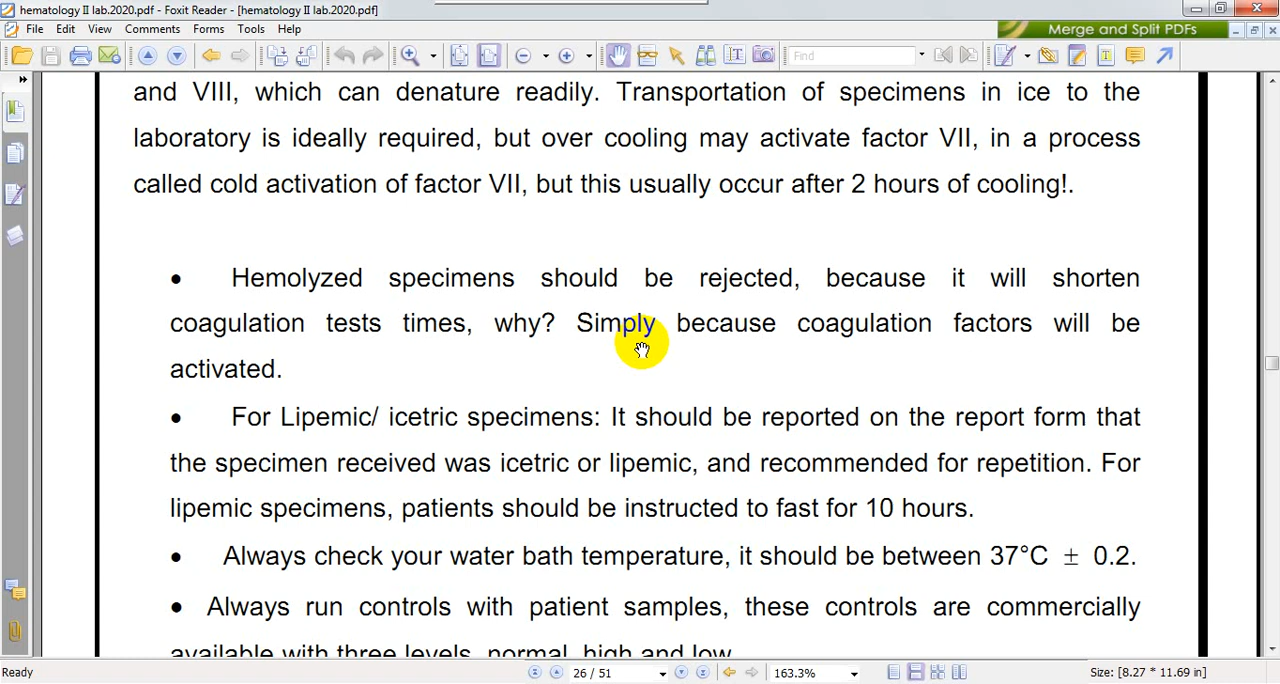 hematology II lab.2020.pdf - Foxit Reader - [hematology II lab.2020.pdf]
File Edit View Comments Forms Tools Help
Merge and Split PDFs
Find
and VIII, which can denature readily. Transportation of specimens in ice to the
laboratory is ideally required, but over cooling may activate factor VII, in a process
called cold activation of factor VII, but this usually occur after 2 hours of cooling!.
• Hemolyzed specimens should be rejected, because it will shorten
coagulation tests times, why? Simply because coagulation factors will be
activated.
• For Lipemic/ icetric specimens: It should be reported on the report form that
the specimen received was icetric or lipemic, and recommended for repetition. For
lipemic specimens, patients should be instructed to fast for 10 hours.
• Always check your water bath temperature, it should be between 37°C ± 0.2.
• Always run controls with patient samples, these controls are commercially
available with three levels, normal, high and low
Ready 26 / 51 163.3% Size: [8.27 * 11.69 in]